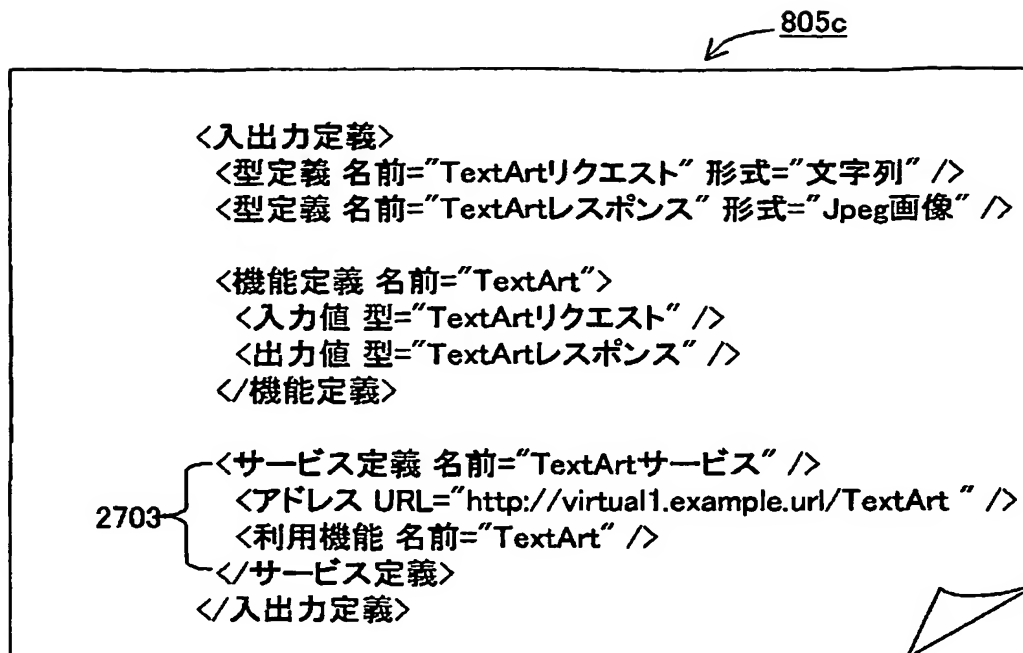 805c
<入出力定義>
<型定義 名前="TextArtリクエスト" 形式="文字列" />
<型定義 名前="TextArtレスポンス" 形式="Jpeg画像" />
<機能定義 名前="TextArt">
<入力値 型="TextArtリクエスト" />
<出力値 型="TextArtレスポンス" />
</機能定義>
<サービス定義 名前="TextArtサービス" />
<アドレス URL="http://virtual1.example.url/TextArt " />
2703
<利用機能 名前="TextArt" />
</サービス定義>
</入出力定義>